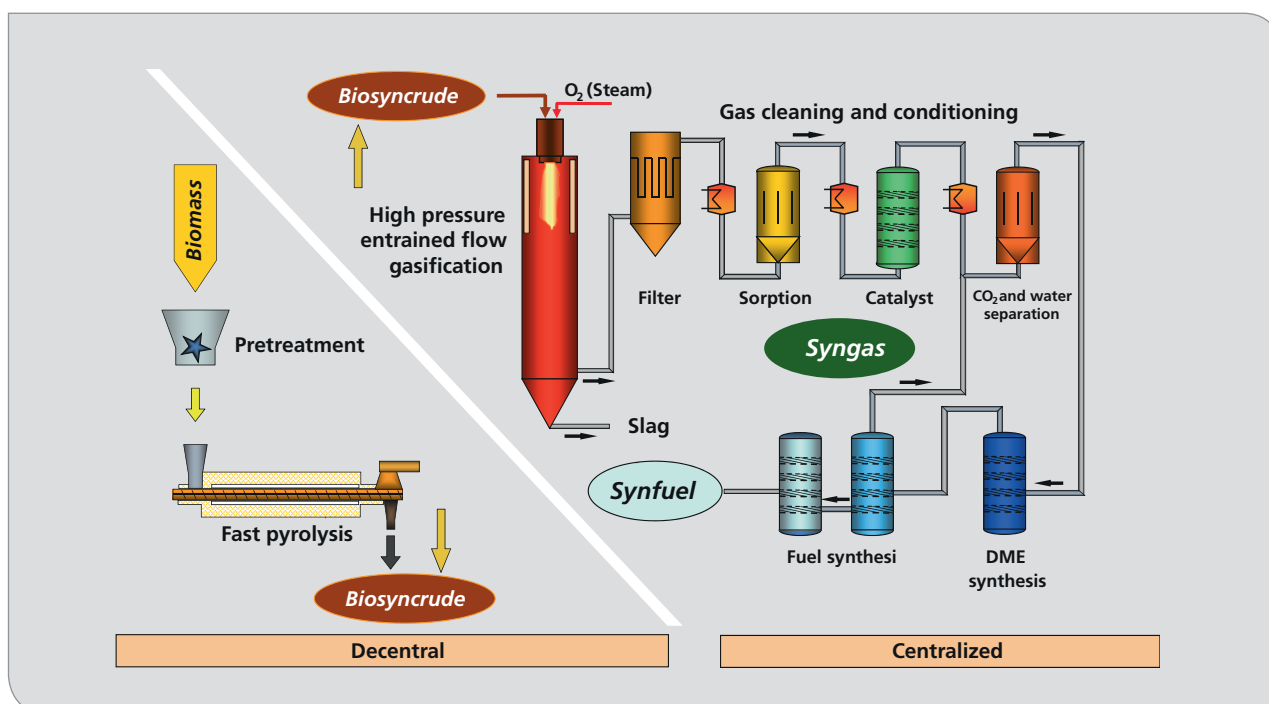 Biosyncrude
O2 (Steam)
Gas cleaning and conditioning
Biomass
High pressure
entrained flow
gasification
Filter
Sorption
Catalyst
CO2 and water
separation
Pretreatment
Syngas
Slag
Synfuel
Fast pyrolysis
Fuel synthesi
DME
synthesis
Biosyncrude
Decentral
Centralized